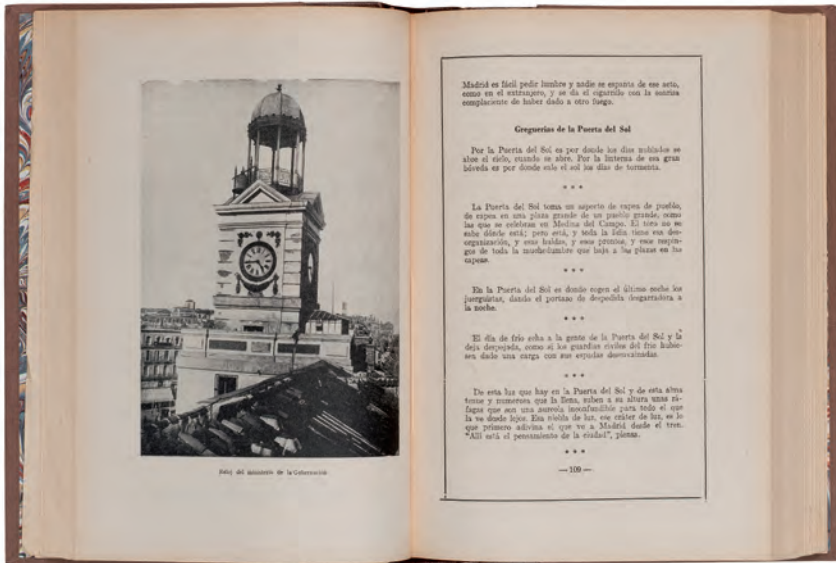 Reloj del ministerio de la Gobernación
Madrid es fácil pedir lumbre y nadie se espanta de ese acto,
como en el extranjero, y se da el cigarrillo con la sonrisa
complaciente de haber dado a otro fuego.
Greguerías de la Puerta del Sol
Por la Puerta del Sol es por donde los días nublados se
abre el cielo, cuando se abre. Por la linterna de esa gran
bóveda es por donde sale el sol los días de tormenta.
* * *
La Puerta del Sol toma un aspecto de capea de pueblo,
de capea en una plaza grande de un pueblo grande, como
las que se celebran en Medina del Campo. El toro no se
sabe dónde está; pero está, y toda la lidia tiene esa des-
organización, y esas huídas, y esos prontos, y esos respin-
gos de toda la muchedumbre que baja a las plazas en las
capeas.
* * *
En la Puerta del Sol es donde cogen el último coche los
juerguistas, dando el portazo de despedida desgarradora a
la noche.
* * *
El día de frío echa a la gente de la Puerta del Sol y la
deja despejada, como si los guardias civiles del frío hubie-
sen dado una carga con sus espadas desenvainadas.
* * *
De esta luz que hay en la Puerta del Sol y de esta alma
tenue y numerosa que la llena, suben a su altura unas rá-
fagas que son una aureola inconfundible para todo el que
la ve desde lejos. Esa niebla de luz, ese cráter de luz, es lo
que primero adivina el que ve a Madrid desde el tren.
"Allí está el pensamiento de la ciudad", piensa.
* * *
— 109 —